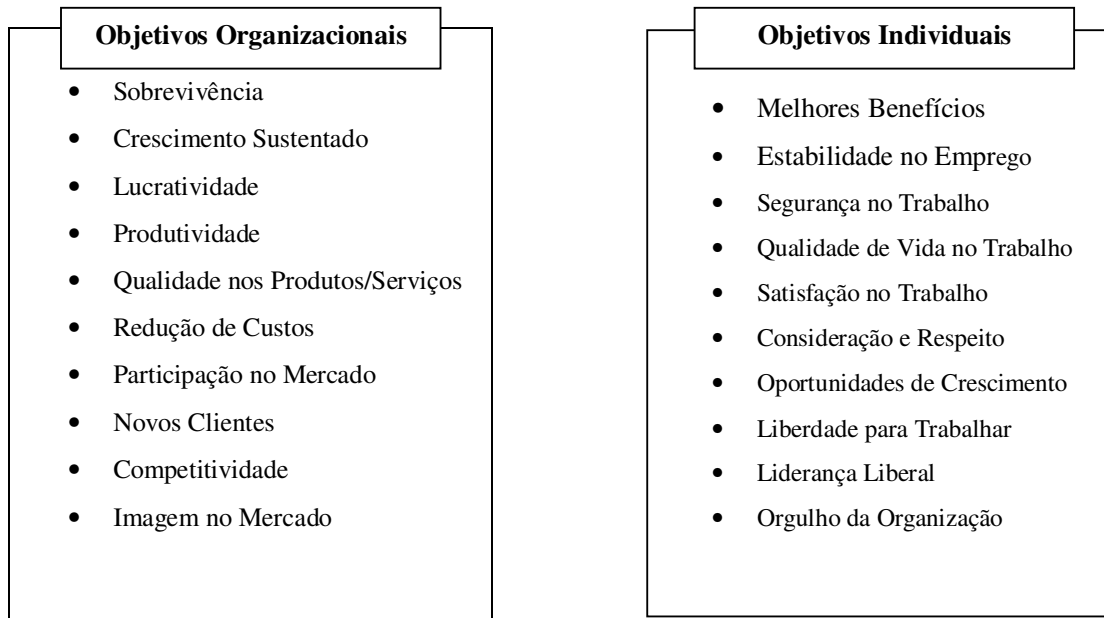 Objetivos Organizacionais
• Sobrevivência
• Crescimento Sustentado
• Lucratividade
• Produtividade
• Qualidade nos Produtos/Serviços
• Redução de Custos
• Participação no Mercado
• Novos Clientes
• Competitividade
• Imagem no Mercado
Objetivos Individuais
• Melhores Benefícios
• Estabilidade no Emprego
• Segurança no Trabalho
• Qualidade de Vida no Trabalho
• Satisfação no Trabalho
• Consideração e Respeito
• Oportunidades de Crescimento
• Liberdade para Trabalhar
• Liderança Liberal
• Orgulho da Organização